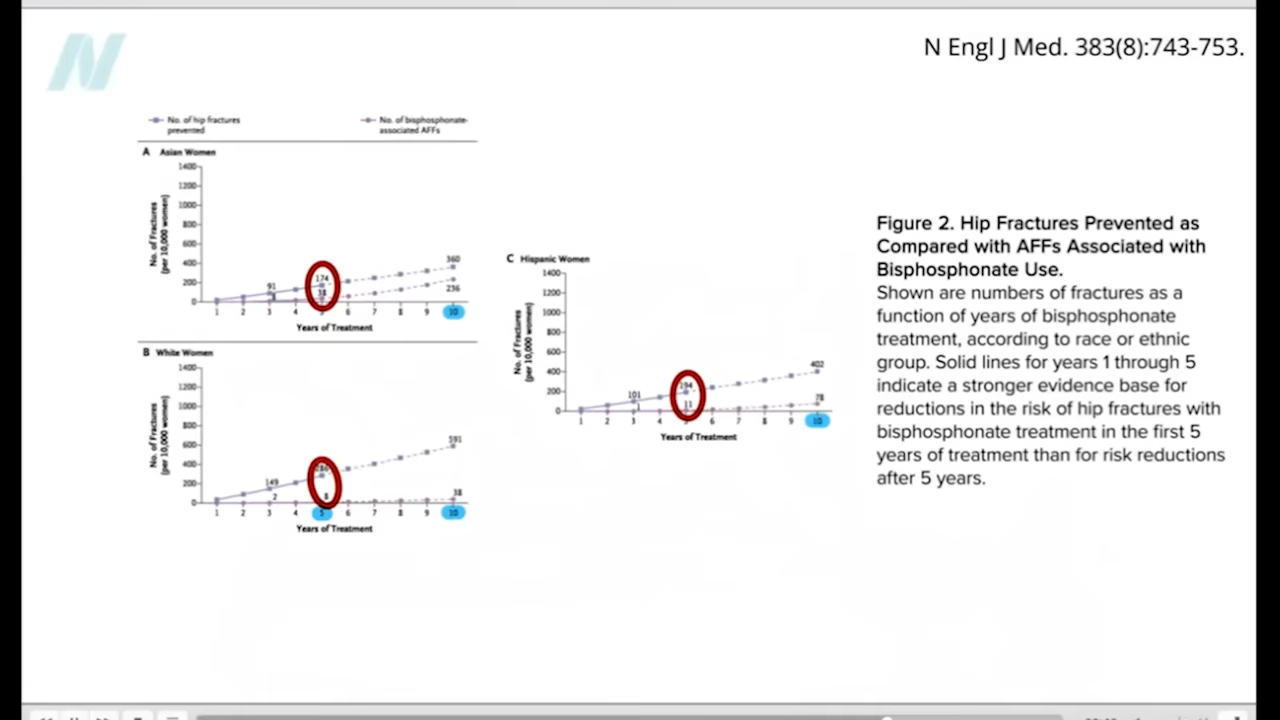 N Engl J Med. 383(8):743-753.
No. of hip fractures
prevented
No. of bisphosphonate-
associated AFFs
A Asian Women
No. of Fractures
(per 10,000 women)
1400
1200
1000
800
600
400
200
0
91
174
360
236
1 2 3 4 6 7 8 9 10
Years of Treatment
B White Women
No. of Fractures
(per 10,000 women)
1400
1200
1000
800
600
400
200
0
149
2
8
591
38
1 2 3 4 5 6 7 8 9 10
Years of Treatment
C Hispanic Women
No. of Fractures
(per 10,000 women)
1400
1200
1000
800
600
400
200
0
101
1
194
11
402
78
1 2 3 4 5 6 7 8 9 10
Years of Treatment
Figure 2. Hip Fractures Prevented as
Compared with AFFs Associated with
Bisphosphonate Use.
Shown are numbers of fractures as a
function of years of bisphosphonate
treatment, according to race or ethnic
group. Solid lines for years 1 through 5
indicate a stronger evidence base for
reductions in the risk of hip fractures with
bisphosphonate treatment in the first 5
years of treatment than for risk reductions
after 5 years.